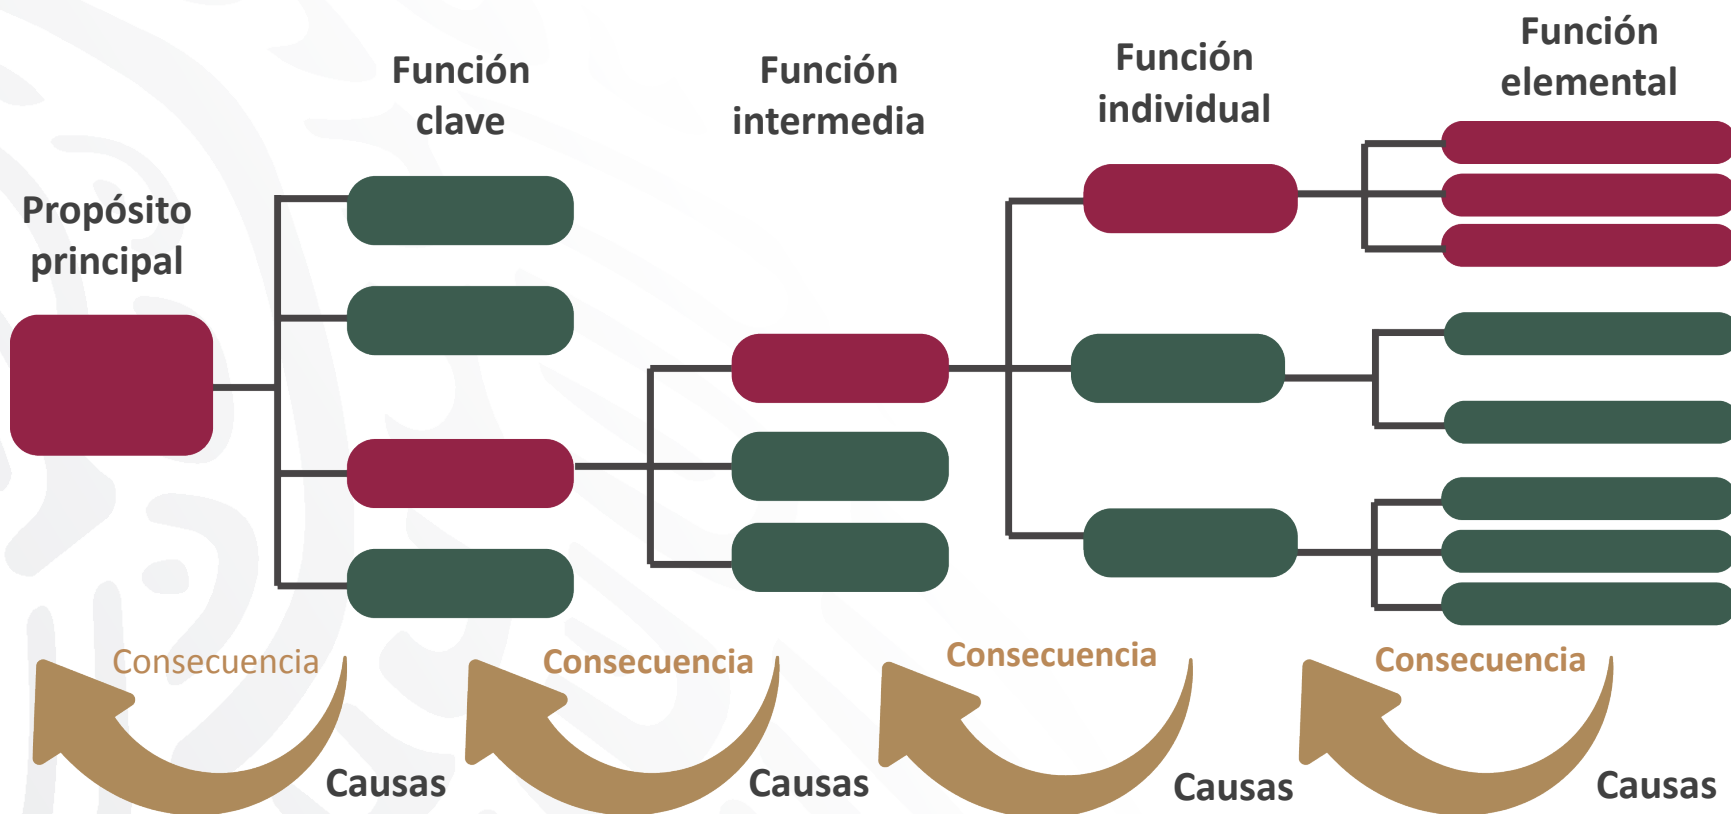 Propósito
principal
Función
clave
Función
intermedia
Función
individual
Función
elemental
Consecuencia
Causas
Consecuencia
Causas
Consecuencia
Causas
Consecuencia
Causas